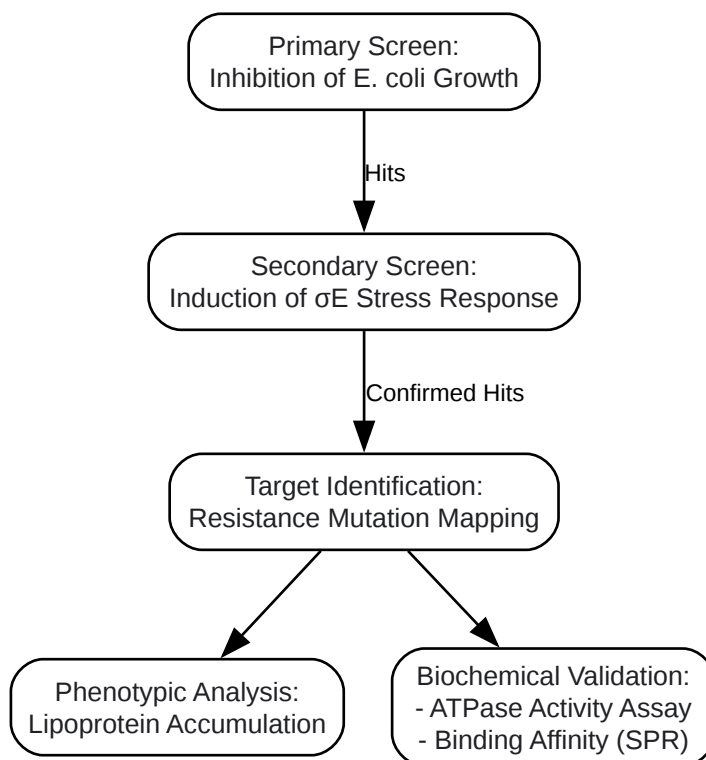 Primary Screen:
Inhibition of E. coli Growth
Hits
Secondary Screen:
Induction of σE Stress Response
Confirmed Hits
Target Identification:
Resistance Mutation Mapping
Phenotypic Analysis:
Lipoprotein Accumulation
Biochemical Validation:
- ATPase Activity Assay
- Binding Affinity (SPR)